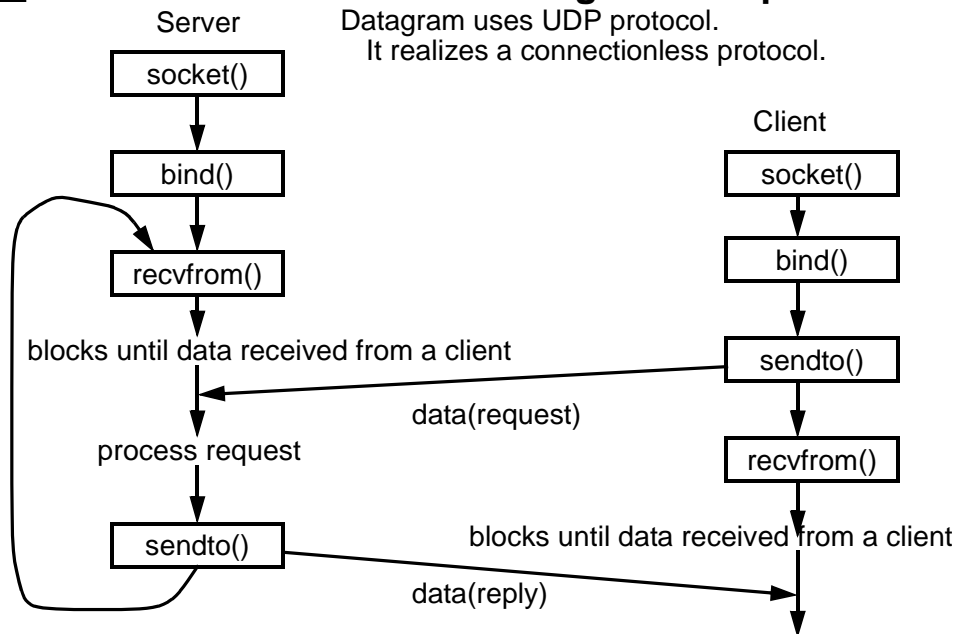 Datagram uses UDP protocol.
It realizes a connectionless protocol.
Server
socket()
bind()
recvfrom()
blocks until data received from a client
process request
sendto()
data(request)
data(reply)
Client
socket()
bind()
sendto()
recvfrom()
blocks until data received from a client